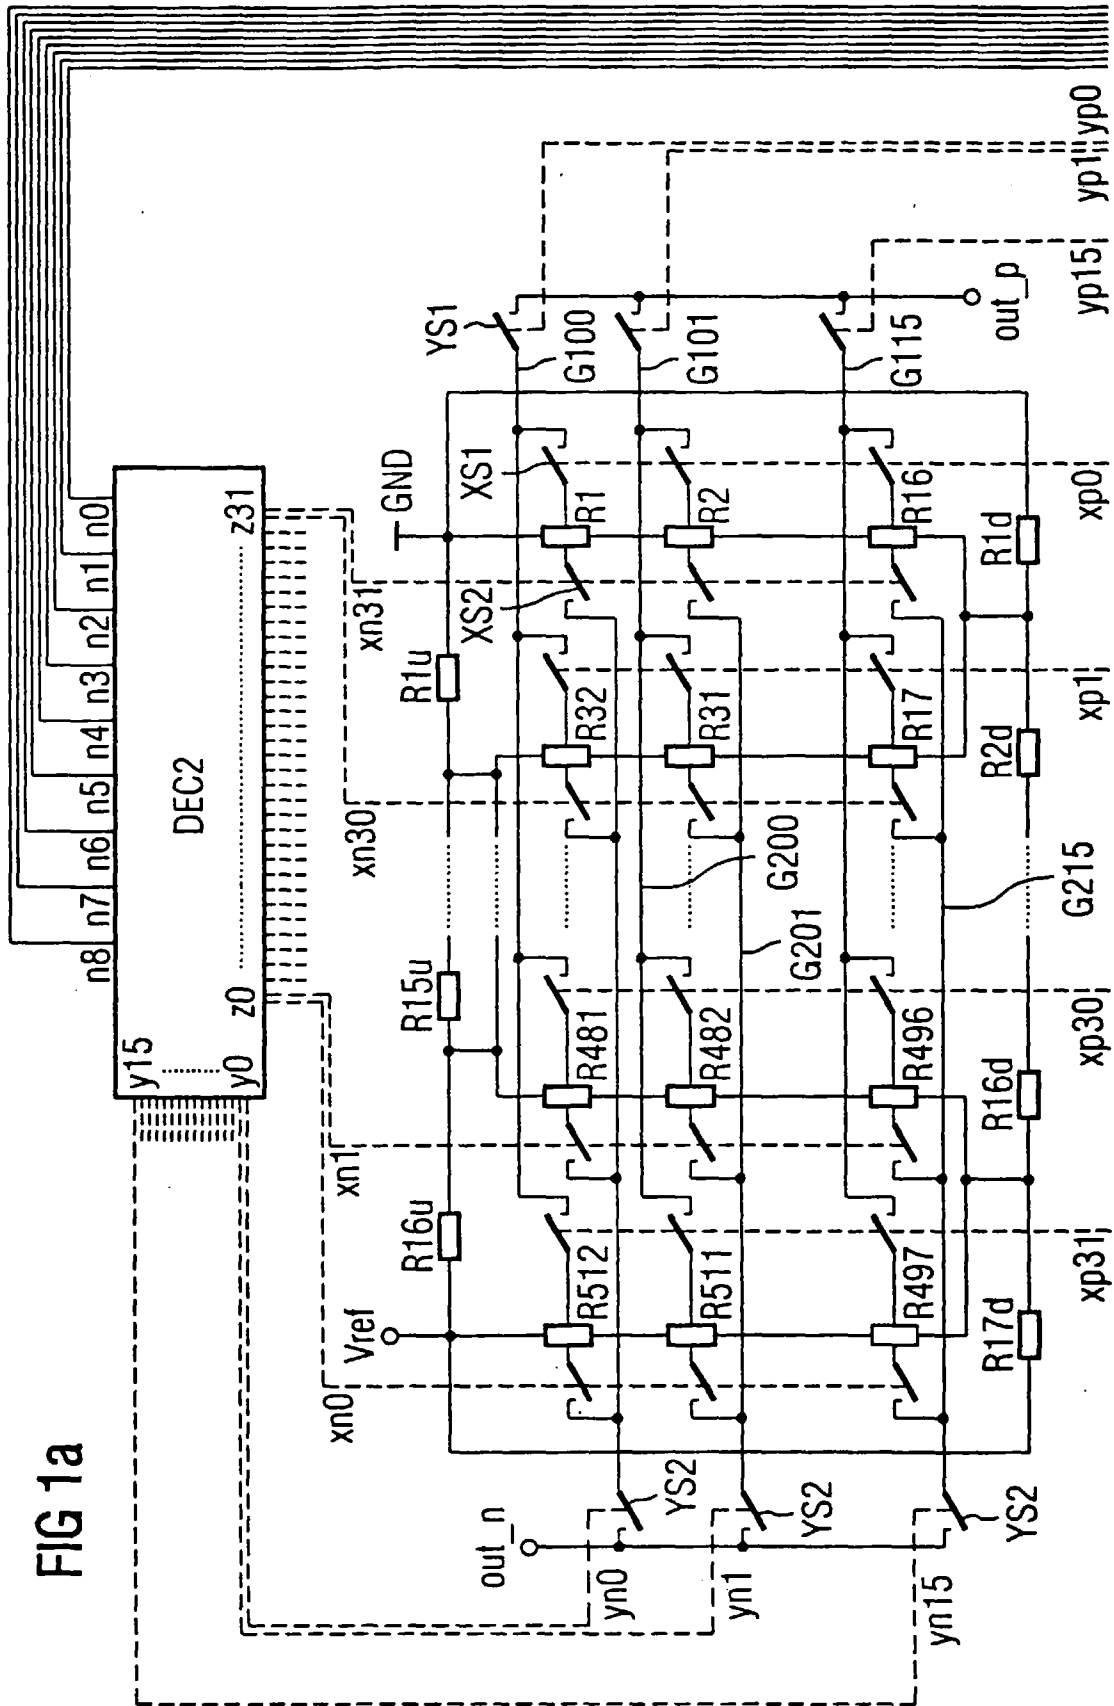 FIG 1a
n8
n7
n6
n5
n4
n3
n2
n1
n0
DEC2
y15
y0
z0
z31
xn0
xn1
xn30
xn31
Vref
R16u
R15u
R1u
GND
YS1
XS1
XS2
out_n
yn0
YS2
yn1
YS2
yn15
YS2
R512
R481
R32
R1
G100
R511
R482
R31
R2
G101
G200
G201
R497
R496
R17
R16
G115
G215
R17d
R16d
R2d
R1d
out_p
xp31
xp30
xp1
xp0
yp15
yp1
yp0